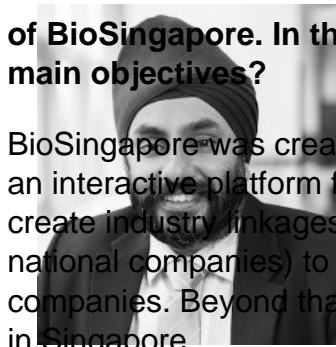 of BioSingapore. In th
main objectives?
BioSingapore was crea
an interactive platform f
create industry linkages
national companies) to
companies. Beyond tha
in Singapore